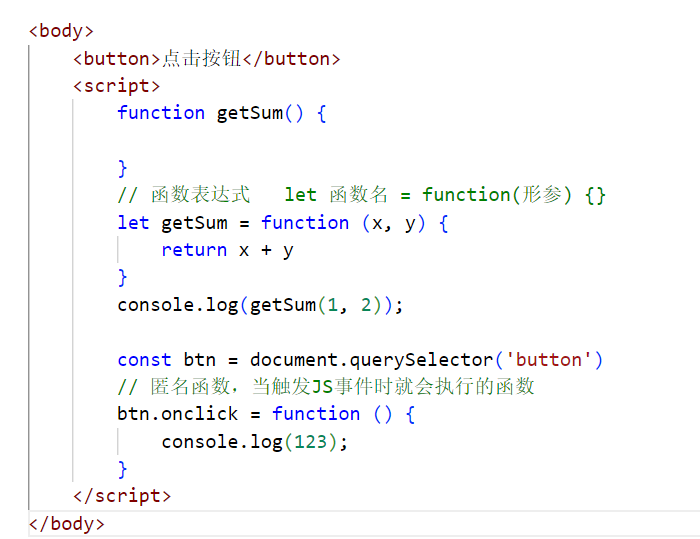 <body>
    <button>点击按钮</button>
    <script>
        function getSum() {

        }
        // 函数表达式   let 函数名 = function(形参) {}
        let getSum = function (x, y) {
            return x + y
        }
        console.log(getSum(1, 2));

        const btn = document.querySelector('button')
        // 匿名函数，当触发JS事件时就会执行的函数
        btn.onclick = function () {
            console.log(123);
        }
    </script>
</body>